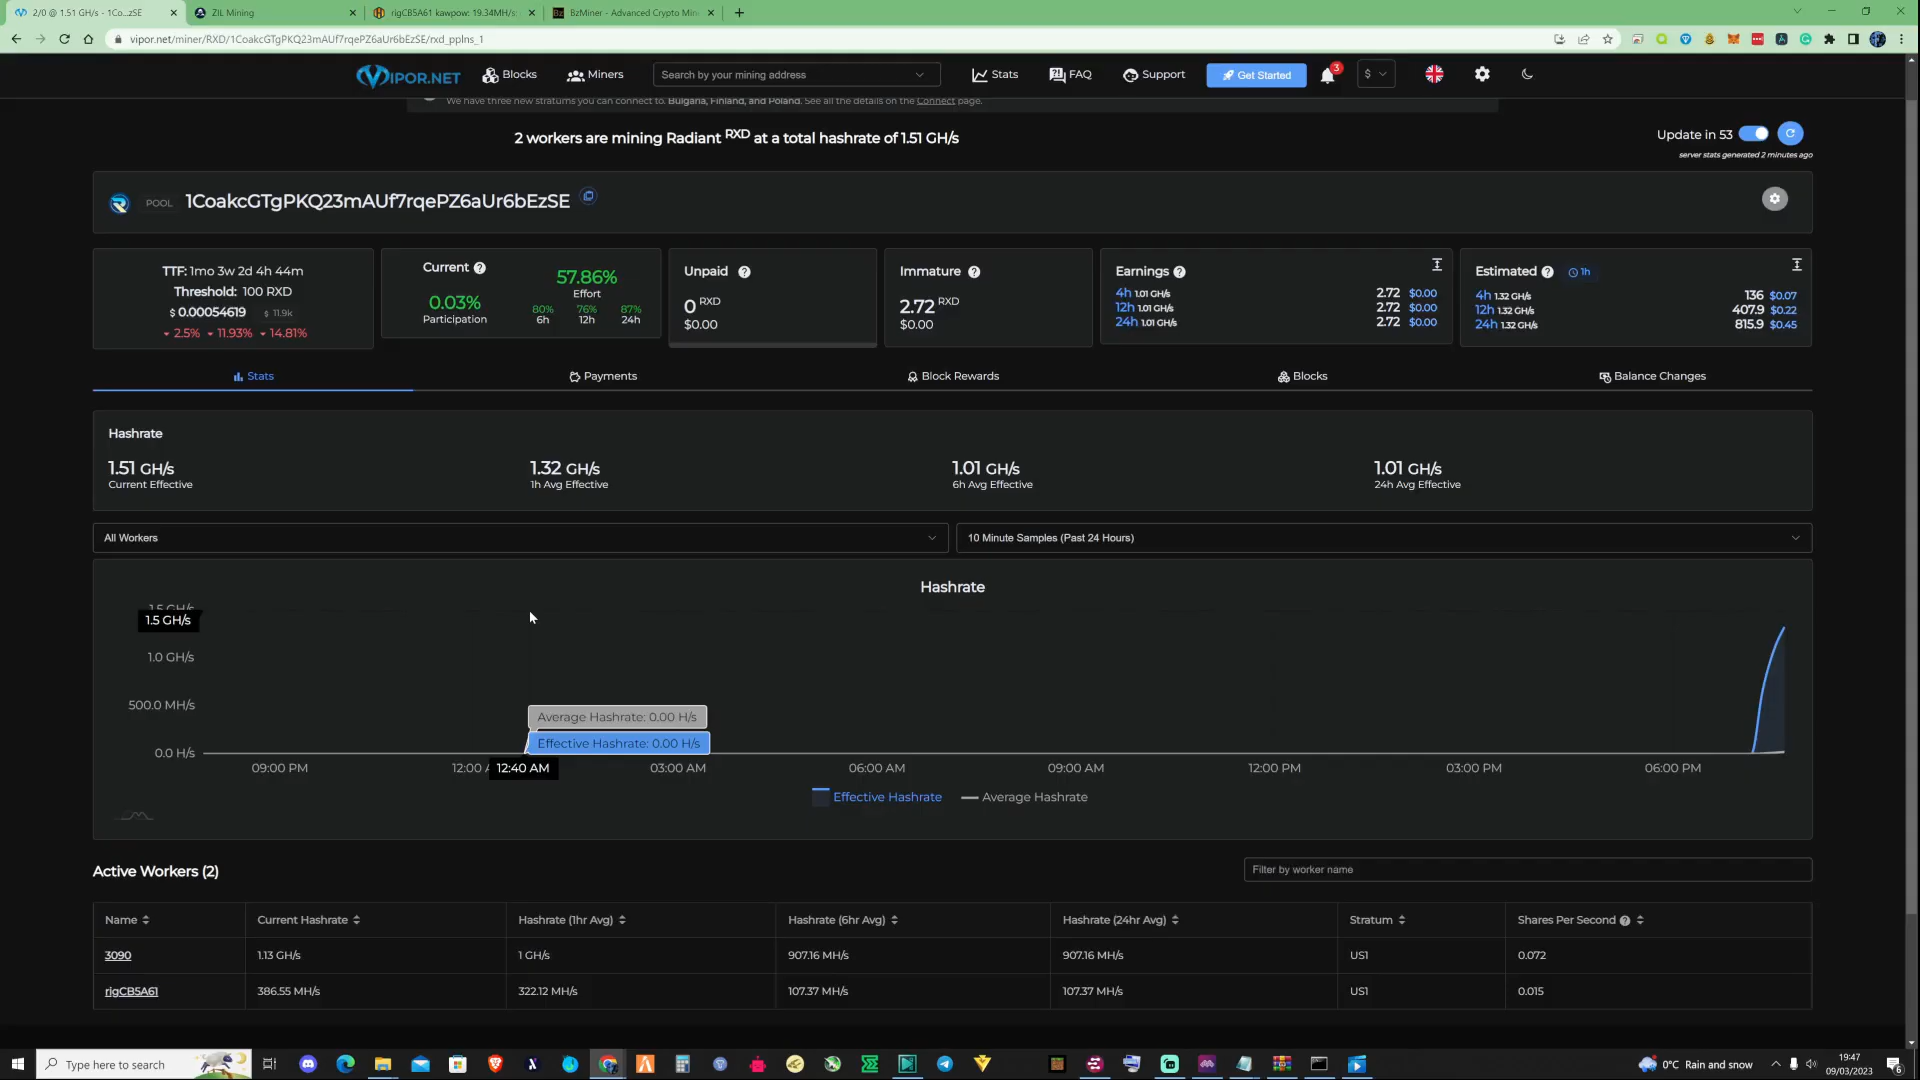 2/0 @ 1.51 GH/s - 1Co...zSE
ZIL Mining
rigCB5A61 kawpow: 19.34MH/s
BzMiner - Advanced Crypto Min
vipor.net/miner/RXD/1CoakcGTgPKQ23mAUf7rqePZ6aUr6bEzSE/rxd_pplns_1
VIPOR.NET
Blocks
Miners
Search by your mining address
Stats
FAQ
Support
Get Started
3
$
We have three new stratums you can connect to. Bulgaria, Finland, and Poland. See all the details on the Connect page.
2 workers are mining Radiant RXD at a total hashrate of 1.51 GH/s
Update in 53
server stats generated 2 minutes ago
POOL 1CoakcGTgPKQ23mAUf7rqePZ6aUr6bEzSE
TTF: 1mo 3w 2d 4h 44m
Threshold: 100 RXD
$ 0.00054619 $ 11.9k
2.5% 11.93% 14.81%
Current
0.03%
Participation
57.86%
Effort
80% 76% 87%
6h 12h 24h
Unpaid
0 RXD
$0.00
Immature
2.72 RXD
$0.00
Earnings
4h 1.01 GH/s 2.72 $0.00
12h 1.01 GH/s 2.72 $0.00
24h 1.01 GH/s 2.72 $0.00
Estimated 1h
4h 1.32 GH/s 136 $0.07
12h 1.32 GH/s 407.9 $0.22
24h 1.32 GH/s 815.9 $0.45
Stats
Payments
Block Rewards
Blocks
Balance Changes
Hashrate
1.51 GH/s
Current Effective
1.32 GH/s
1h Avg Effective
1.01 GH/s
6h Avg Effective
1.01 GH/s
24h Avg Effective
All Workers
10 Minute Samples (Past 24 Hours)
Hashrate
1.5 GH/s
1.5 GH/s
1.0 GH/s
500.0 MH/s
0.0 H/s
Average Hashrate: 0.00 H/s
Effective Hashrate: 0.00 H/s
09:00 PM 12:00 A 12:40 AM 03:00 AM 06:00 AM 09:00 AM 12:00 PM 03:00 PM 06:00 PM
Effective Hashrate Average Hashrate
Active Workers (2)
Filter by worker name
Name Current Hashrate Hashrate (1hr Avg) Hashrate (6hr Avg) Hashrate (24hr Avg) Stratum Shares Per Second
3090 1.13 GH/s 1 GH/s 907.16 MH/s 907.16 MH/s US1 0.072
rigCB5A61 386.55 MH/s 322.12 MH/s 107.37 MH/s 107.37 MH/s US1 0.015
Type here to search
0°C Rain and snow
19:47
09/03/2023
6